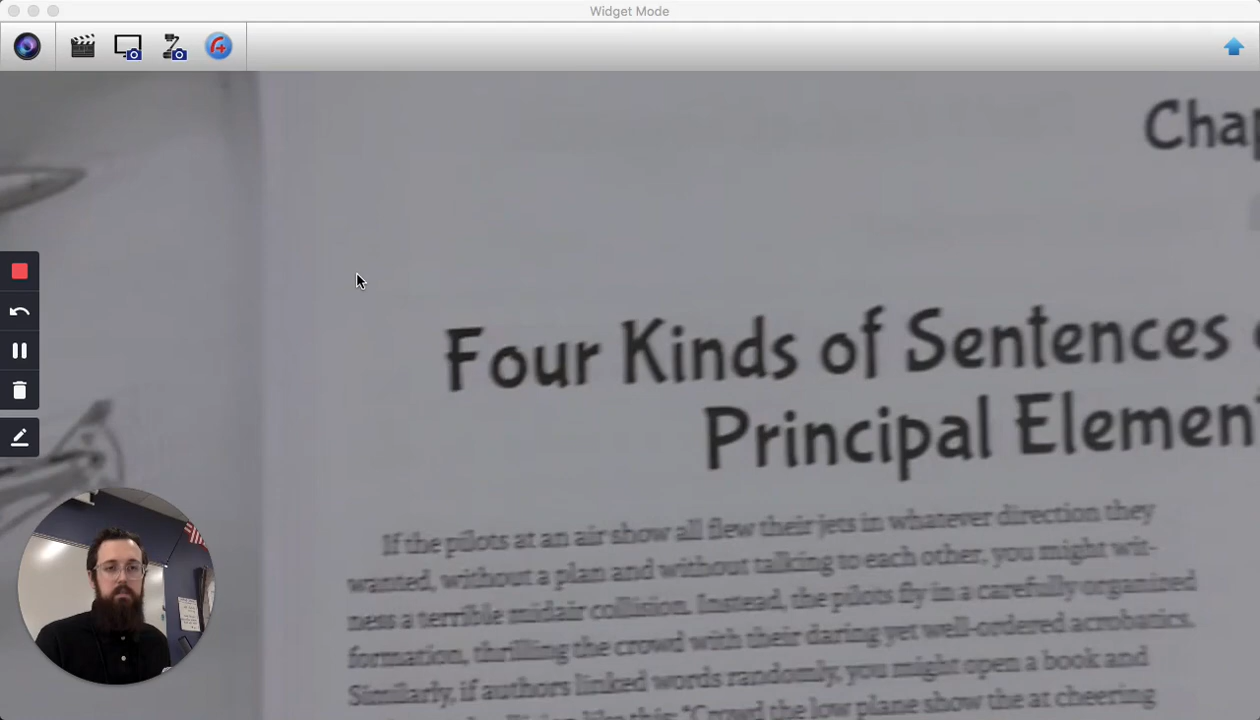 Widget Mode
Chap
Four Kinds of Sentences
Principal Element
If the pilots at an air show all flew their jets in whatever direction they
wanted, without a plan and without talking to each other, you might wit-
ness a terrible midair collision. Instead, the pilots fly in a carefully organized
formation, thrilling the crowd with their daring yet well-ordered acrobatics.
Similarly, if authors linked words randomly, you might open a book and
collision like this: "Crowd the low plane show the at cheering